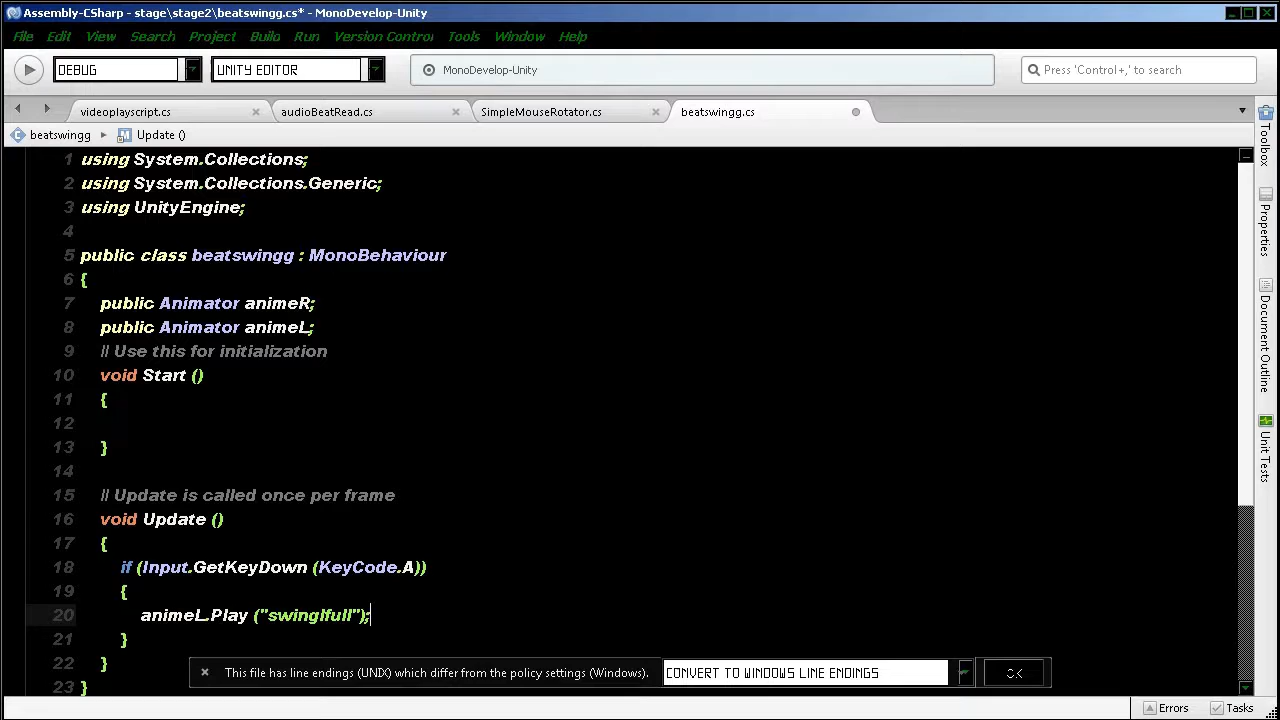 Assembly-CSharp - stage\stage2\beatswingg.cs* - MonoDevelop-Unity
File Edit View Search Project Build Run Version Control Tools Window Help
DEBUG UNITY EDITOR MonoDevelop-Unity Press 'Control+,' to search
videoplayscript.cs audioBeatRead.cs SimpleMouseRotator.cs beatswingg.cs
beatswingg Update ()
1 using System.Collections;
2 using System.Collections.Generic;
3 using UnityEngine;
4
5 public class beatswingg : MonoBehaviour
6 {
7 public Animator animeR;
8 public Animator animeL;
9 // Use this for initialization
10 void Start ()
11 {
12
13 }
14
15 // Update is called once per frame
16 void Update ()
17 {
18 if (Input.GetKeyDown (KeyCode.A))
19 {
20 animeL.Play ("swinglfull");
21 }
22 }
23 }
This file has line endings (UNIX) which differ from the policy settings (Windows). CONVERT TO WINDOWS LINE ENDINGS OK
Toolbox
Properties
Document Outline
Unit Tests
Errors Tasks